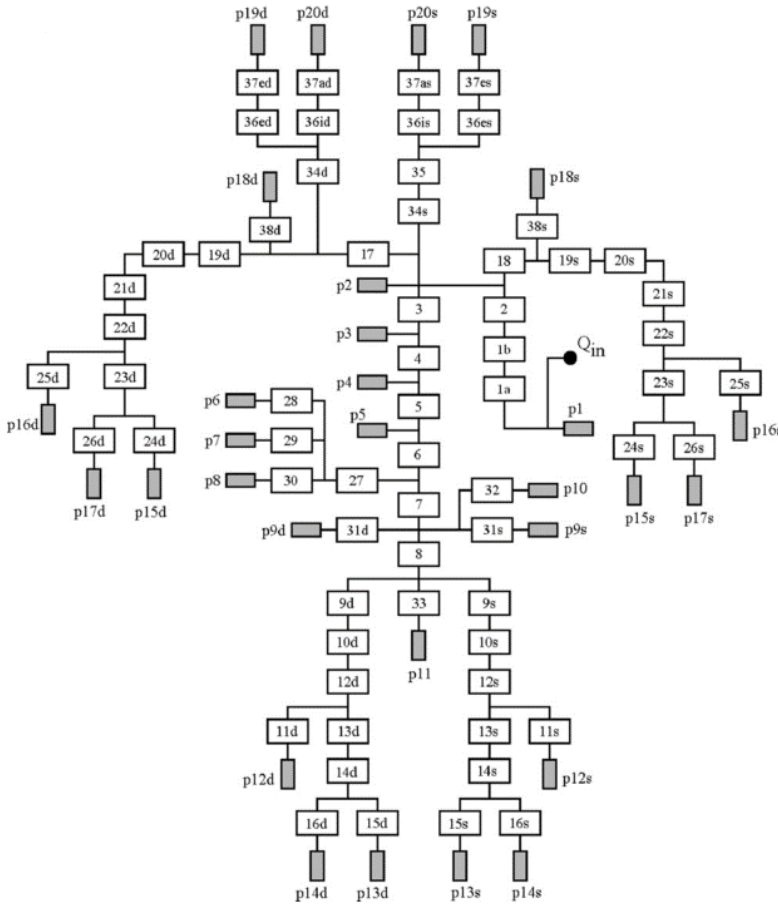 p19d p20d p20s p19s
37ed 37ad 37as 37es
36ed 36id 36is 36es
p18d 34d 35 p18s
38d 34s 38s
20d 19d 17 18 19s 20s
21d p2 3 2 21s
22d p3 4 1b Qin 22s
25d 23d p6 28 p4 5 1a 23s 25s
p16d p7 29 p5 p1
26d 24d p8 30 27 6 24s 26s
p17d p15d 7 32 p10 p15s p17s
p9d 31d 31s p9s
8
9d 33 9s
10d 10s
12d p11 12s
11d 13d 13s 11s
p12d 14d 14s p12s
16d 15d 15s 16s
p14d p13d p13s p14s